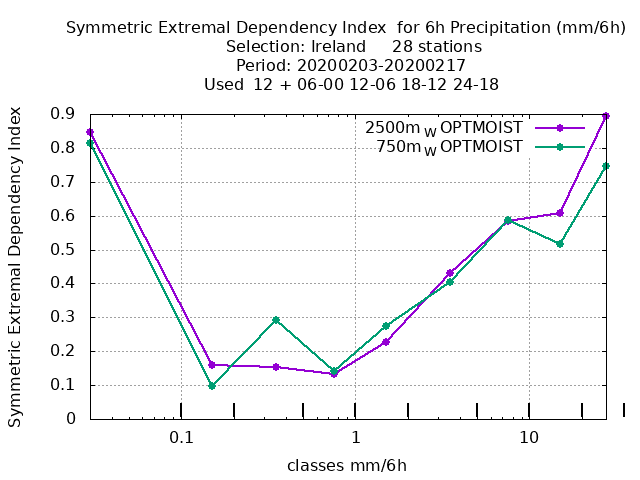 Symmetric Extremal Dependency Index  for 6h Precipitation (mm/6h)
Selection: Ireland     28 stations
Period: 20200203-20200217
Used  12 + 06-00 12-06 18-12 24-18
2500m W OPTMOIST
750m W OPTMOIST
Symmetric Extremal Dependency Index
0.9
0.8
0.7
0.6
0.5
0.4
0.3
0.2
0.1
0
0.1 1 10
classes mm/6h